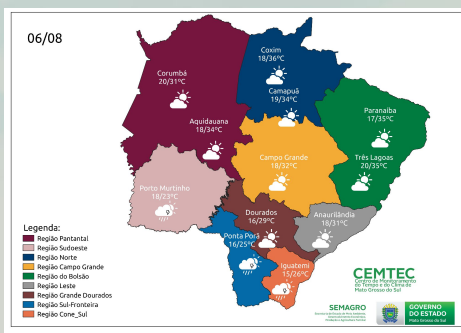 06/08
Coxim
18/36ºC
Corumbá
20/31ºC
Camapuã
19/34ºC
Paranaíba
17/35ºC
Aquidauana
18/34ºC
Campo Grande
18/32ºC
Três Lagoas
20/35ºC
Porto Murtinho
18/23ºC
Dourados
16/29ºC
Anaurilândia
18/31ºC
Ponta Porã
16/25ºC
Iguatemi
15/26ºC
Legenda:
Região Pantanal
Região Sudoeste
Região Norte
Região Campo Grande
Região do Bolsão
Região Leste
Região Grande Dourados
Região Sul-Fronteira
Região Cone_Sul
CEMTEC
Centro de Monitoramento
do Tempo e do Clima de
Mato Grosso do Sul
SEMAGRO
GOVERNO
DO ESTADO
Mato Grosso do Sul